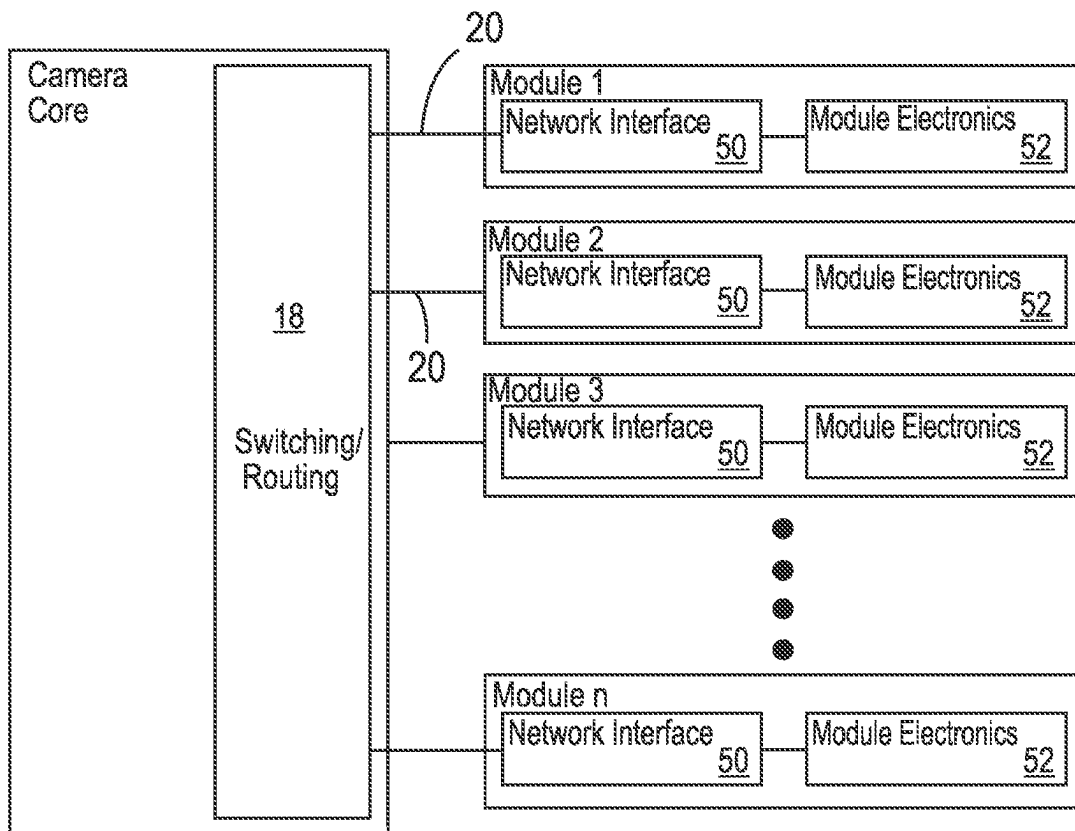 Camera
Core
18
Switching/
Routing
20
20
Module 1
Network Interface
50
Module Electronics
52
Module 2
Network Interface
50
Module Electronics
52
Module 3
Network Interface
50
Module Electronics
52
Module n
Network Interface
50
Module Electronics
52